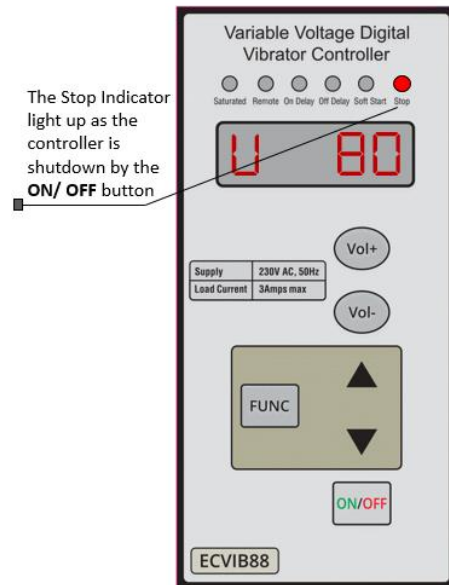 Variable Voltage Digital
Vibrator Controller
Saturated Remote On Delay Off Delay Soft Start Stop
The Stop Indicator
light up as the
controller is
shutdown by the
ON/ OFF button
U 80
Vol+
Supply 230V AC, 50Hz
Load Current 3Amps max
Vol-
FUNC
ON/OFF
ECVIB88